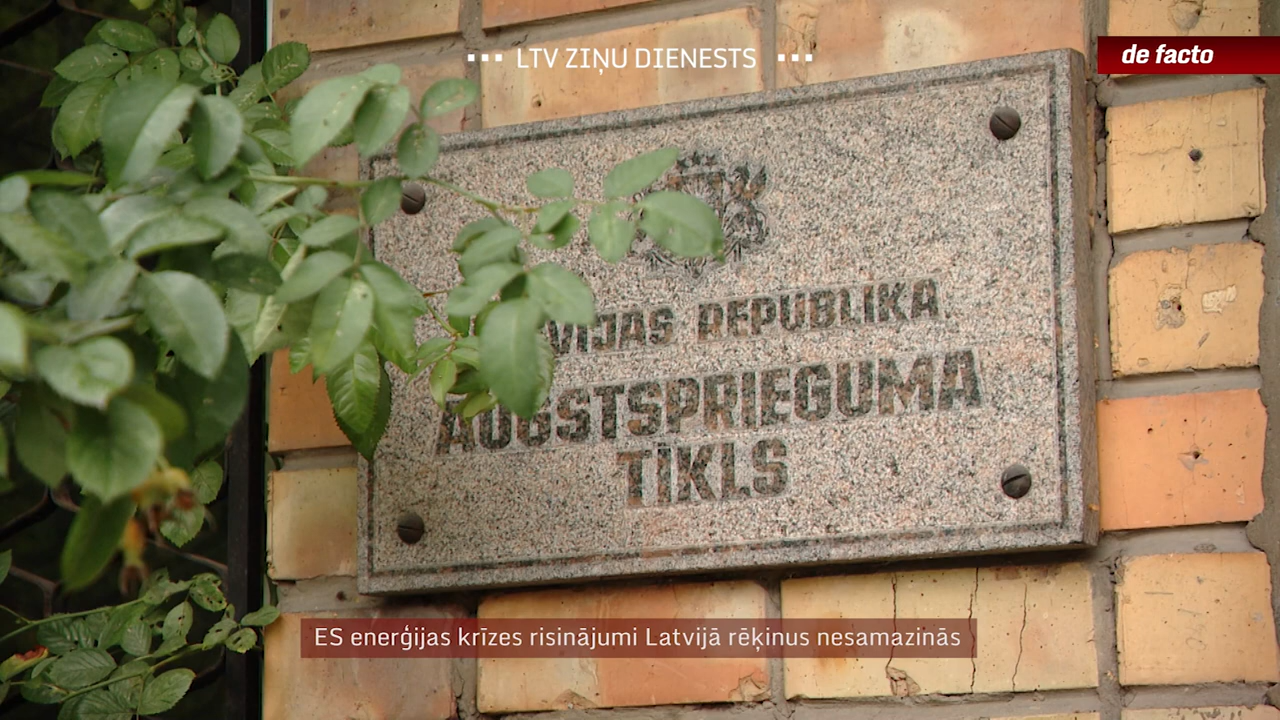 LTV ZIŅU DIENESTS
de facto
REPUBLIKA
AUGSTSPRIEGUMA
TĪKLS
ES enerģijas krīzes risinājumi Latvijā rēķinus nesamazinās